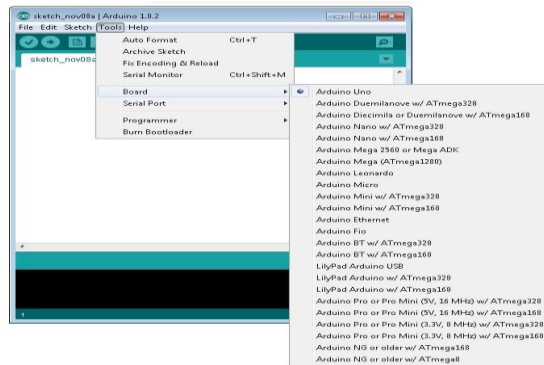 sketch_nov08a | Arduino 1.0.2
File Edit Sketch Tools Help
sketch_nov08a
Auto Format Ctrl+T
Archive Sketch
Fix Encoding & Reload
Serial Monitor Ctrl+Shift+M
Board
Serial Port
Programmer
Burn Bootloader
Arduino Uno
Arduino Duemilanove w/ ATmega328
Arduino Diecimila or Duemilanove w/ ATmega168
Arduino Nano w/ ATmega328
Arduino Nano w/ ATmega168
Arduino Mega 2560 or Mega ADK
Arduino Mega (ATmega1280)
Arduino Leonardo
Arduino Micro
Arduino Mini w/ ATmega328
Arduino Mini w/ ATmega168
Arduino Ethernet
Arduino Fio
Arduino BT w/ ATmega328
Arduino BT w/ ATmega168
LilyPad Arduino USB
LilyPad Arduino w/ ATmega328
LilyPad Arduino w/ ATmega168
Arduino Pro or Pro Mini (5V, 16 MHz) w/ ATmega328
Arduino Pro or Pro Mini (5V, 16 MHz) w/ ATmega168
Arduino Pro or Pro Mini (3.3V, 8 MHz) w/ ATmega328
Arduino Pro or Pro Mini (3.3V, 8 MHz) w/ ATmega168
Arduino NG or older w/ ATmega168
Arduino NG or older w/ ATmega8
1